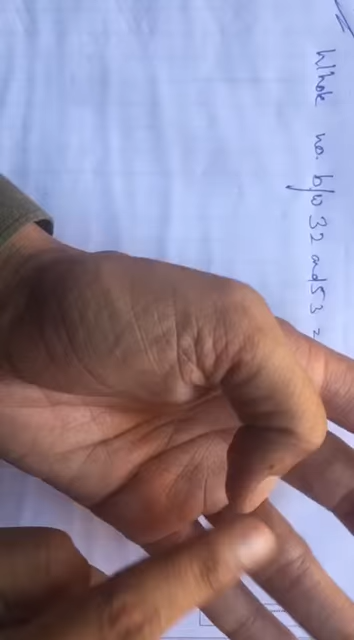 Whole no. b/w 32 and 53 =